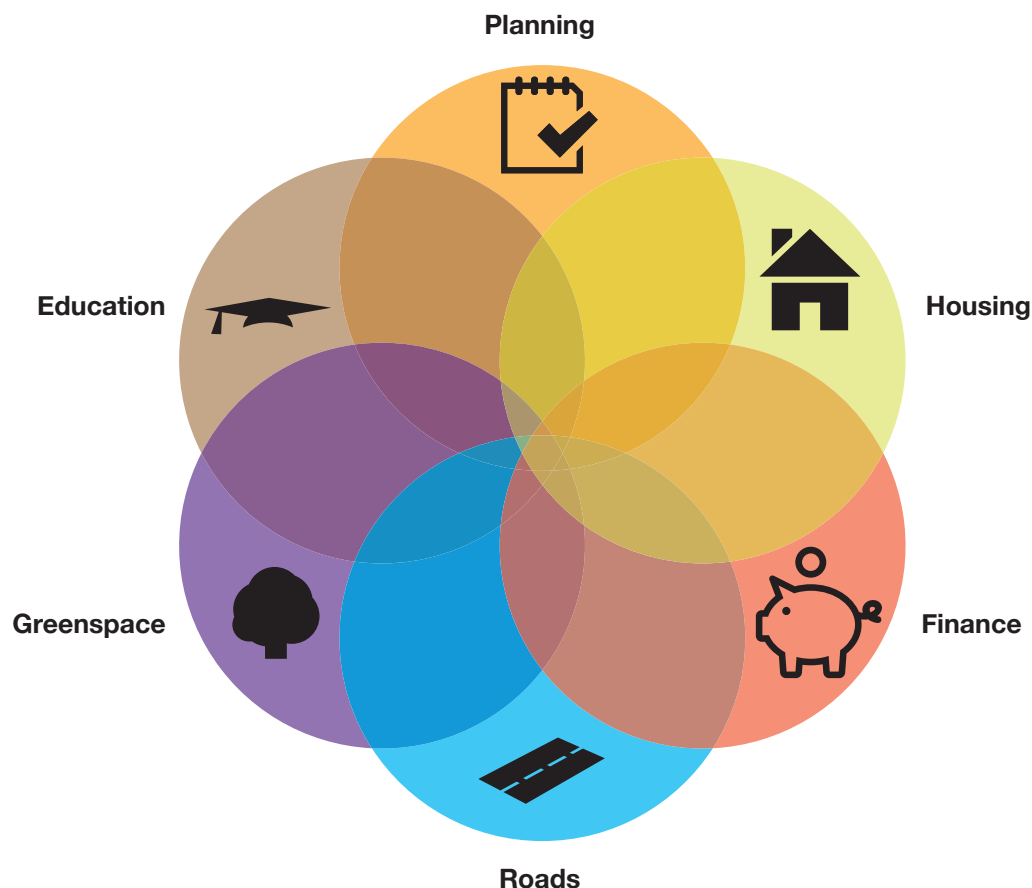 Planning
Education
Housing
Greenspace
Finance
Roads